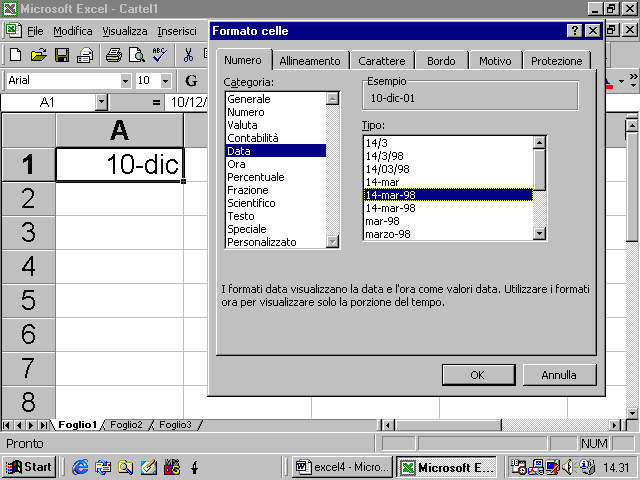 Microsoft Excel - Cartel1
File Modifica Visualizza Inserisci
Arial 10 G
A1 = 10/12/
A
1 10-dic
2
3
4
5
6
7
8
Formato celle
Numero Allineamento Carattere Bordo Motivo Protezione
Categoria:
Generale
Numero
Valuta
Contabilità
Data
Ora
Percentuale
Frazione
Scientifico
Testo
Speciale
Personalizzato
Esempio
10-dic-01
Tipo:
14/3
14/3/98
14/03/98
14-mar
14-mar-98
14-mar-98
mar-98
marzo-98
I formati data visualizzano la data e l'ora come valori data. Utilizzare i formati
ora per visualizzare solo la porzione del tempo.
OK Annulla
Foglio1 Foglio2 Foglio3
Pronto NUM
Start excel4 - Micro... Microsoft E... 14.31